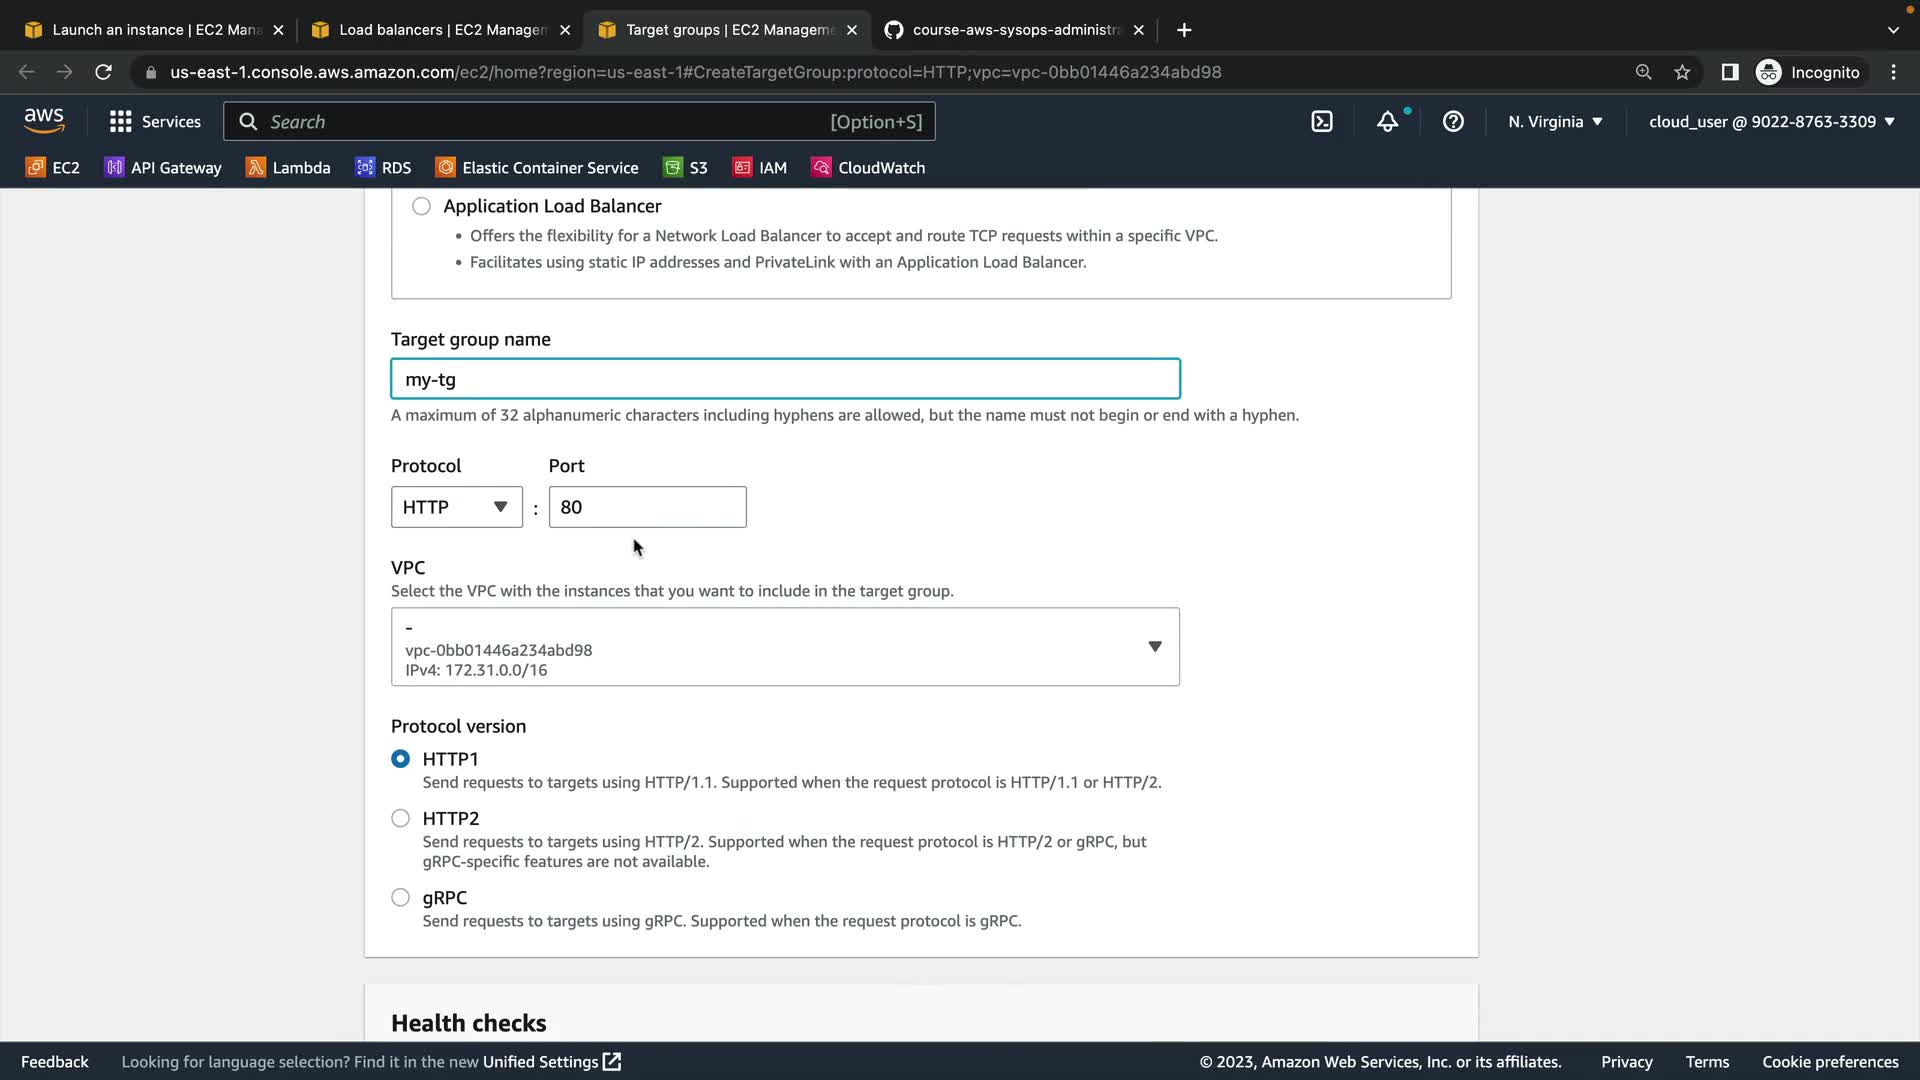 Launch an instance | EC2 Mana
Load balancers | EC2 Managem
Target groups | EC2 Manageme
course-aws-sysops-administra
us-east-1.console.aws.amazon.com/ec2/home?region=us-east-1#CreateTargetGroup:protocol=HTTP;vpc=vpc-0bb01446a234abd98
Incognito
aws
Services
Search
[Option+S]
N. Virginia
cloud_user @ 9022-8763-3309
EC2
API Gateway
Lambda
RDS
Elastic Container Service
S3
IAM
CloudWatch
Application Load Balancer
• Offers the flexibility for a Network Load Balancer to accept and route TCP requests within a specific VPC.
• Facilitates using static IP addresses and PrivateLink with an Application Load Balancer.
Target group name
my-tg
A maximum of 32 alphanumeric characters including hyphens are allowed, but the name must not begin or end with a hyphen.
Protocol
Port
HTTP
:
80
VPC
Select the VPC with the instances that you want to include in the target group.
-
vpc-0bb01446a234abd98
IPv4: 172.31.0.0/16
Protocol version
HTTP1
Send requests to targets using HTTP/1.1. Supported when the request protocol is HTTP/1.1 or HTTP/2.
HTTP2
Send requests to targets using HTTP/2. Supported when the request protocol is HTTP/2 or gRPC, but
gRPC-specific features are not available.
gRPC
Send requests to targets using gRPC. Supported when the request protocol is gRPC.
Health checks
Feedback
Looking for language selection? Find it in the new Unified Settings
© 2023, Amazon Web Services, Inc. or its affiliates.
Privacy
Terms
Cookie preferences